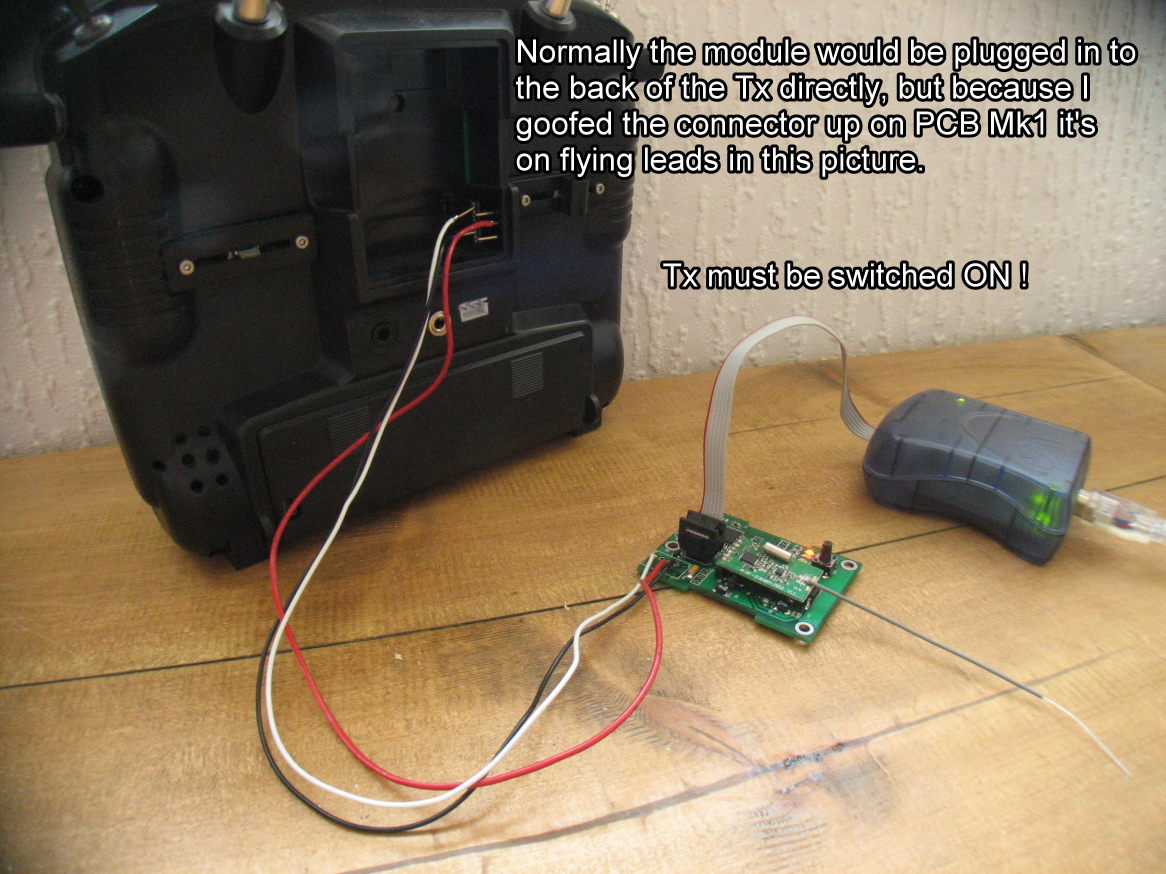 Normally the module would be plugged in to
the back of the Tx directly, but because I
goofed the connector up on PCB Mk1 it's
on flying leads in this picture.
Tx must be switched ON !